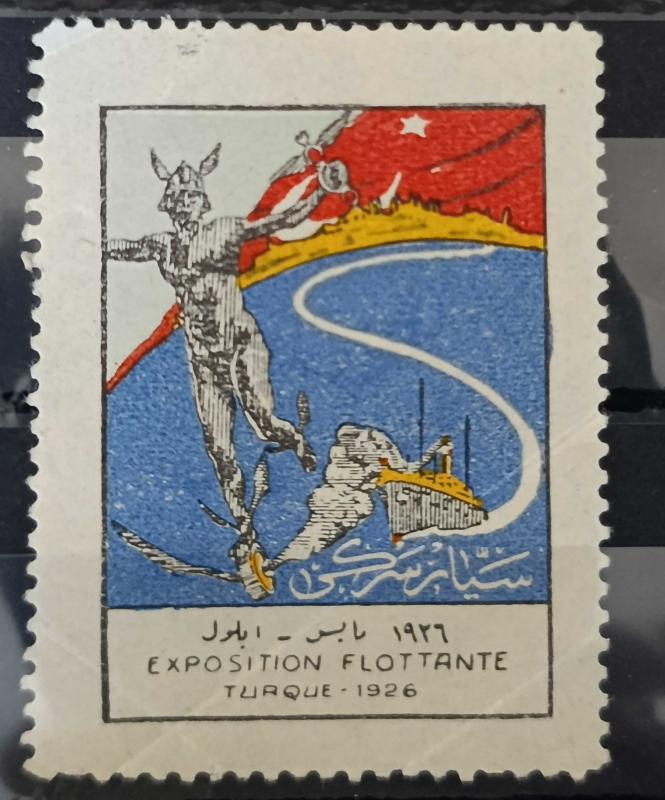 سيّار سركى
١٩٢٦ مايس - ايلول
EXPOSITION FLOTTANTE
TURQUE - 1926